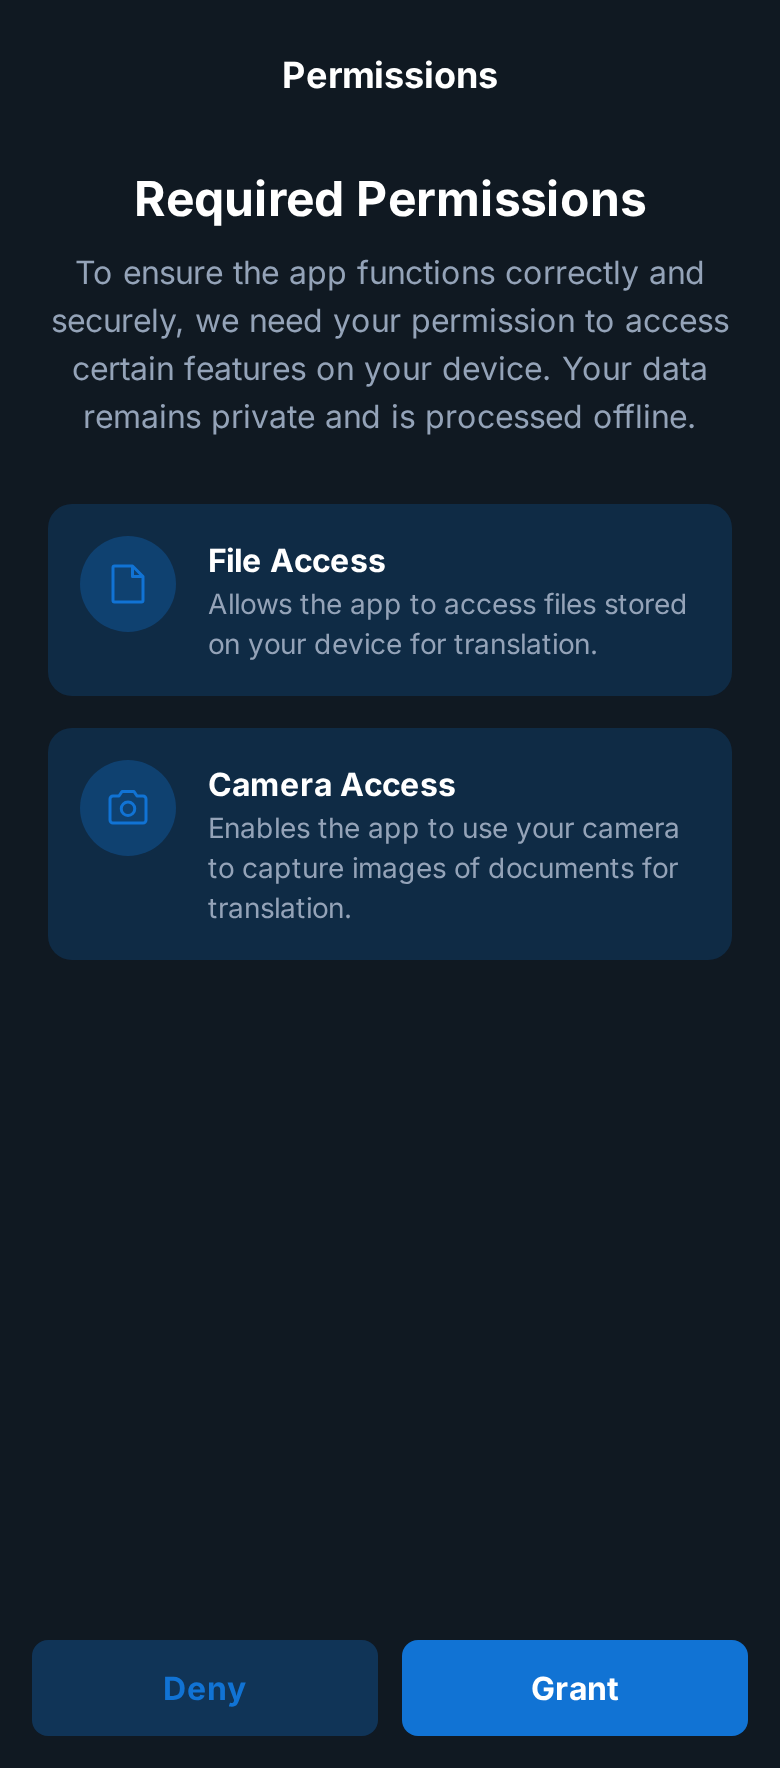 Permissions
Required Permissions
To ensure the app functions correctly and
securely, we need your permission to access
certain features on your device. Your data
remains private and is processed offline.
File Access
Allows the app to access files stored
on your device for translation.
Camera Access
Enables the app to use your camera
to capture images of documents for
translation.
Deny
Grant